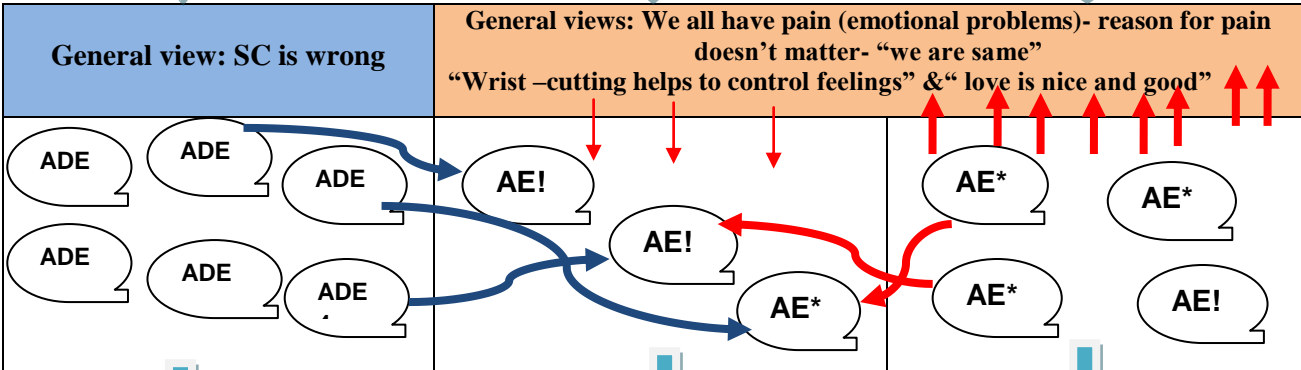 General view: SC is wrong
General views: We all have pain (emotional problems)- reason for pain
doesn’t matter- “we are same”
“Wrist –cutting helps to control feelings” &“ love is nice and good”
ADE
ADE
ADE
ADE
ADE
ADE
AE!
AE!
AE*
AE*
AE*
AE*
AE!